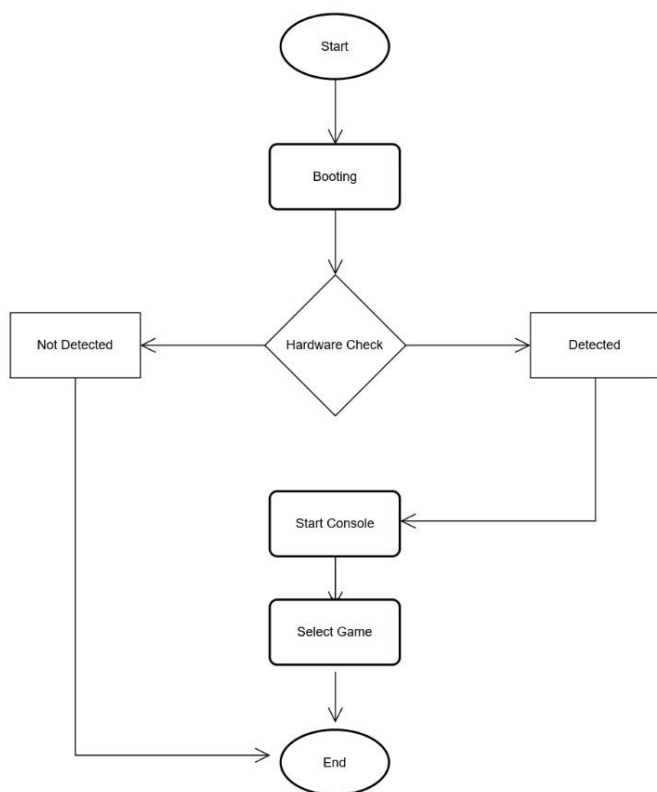 Start
Booting
Not Detected
Hardware Check
Detected
Start Console
Select Game
End